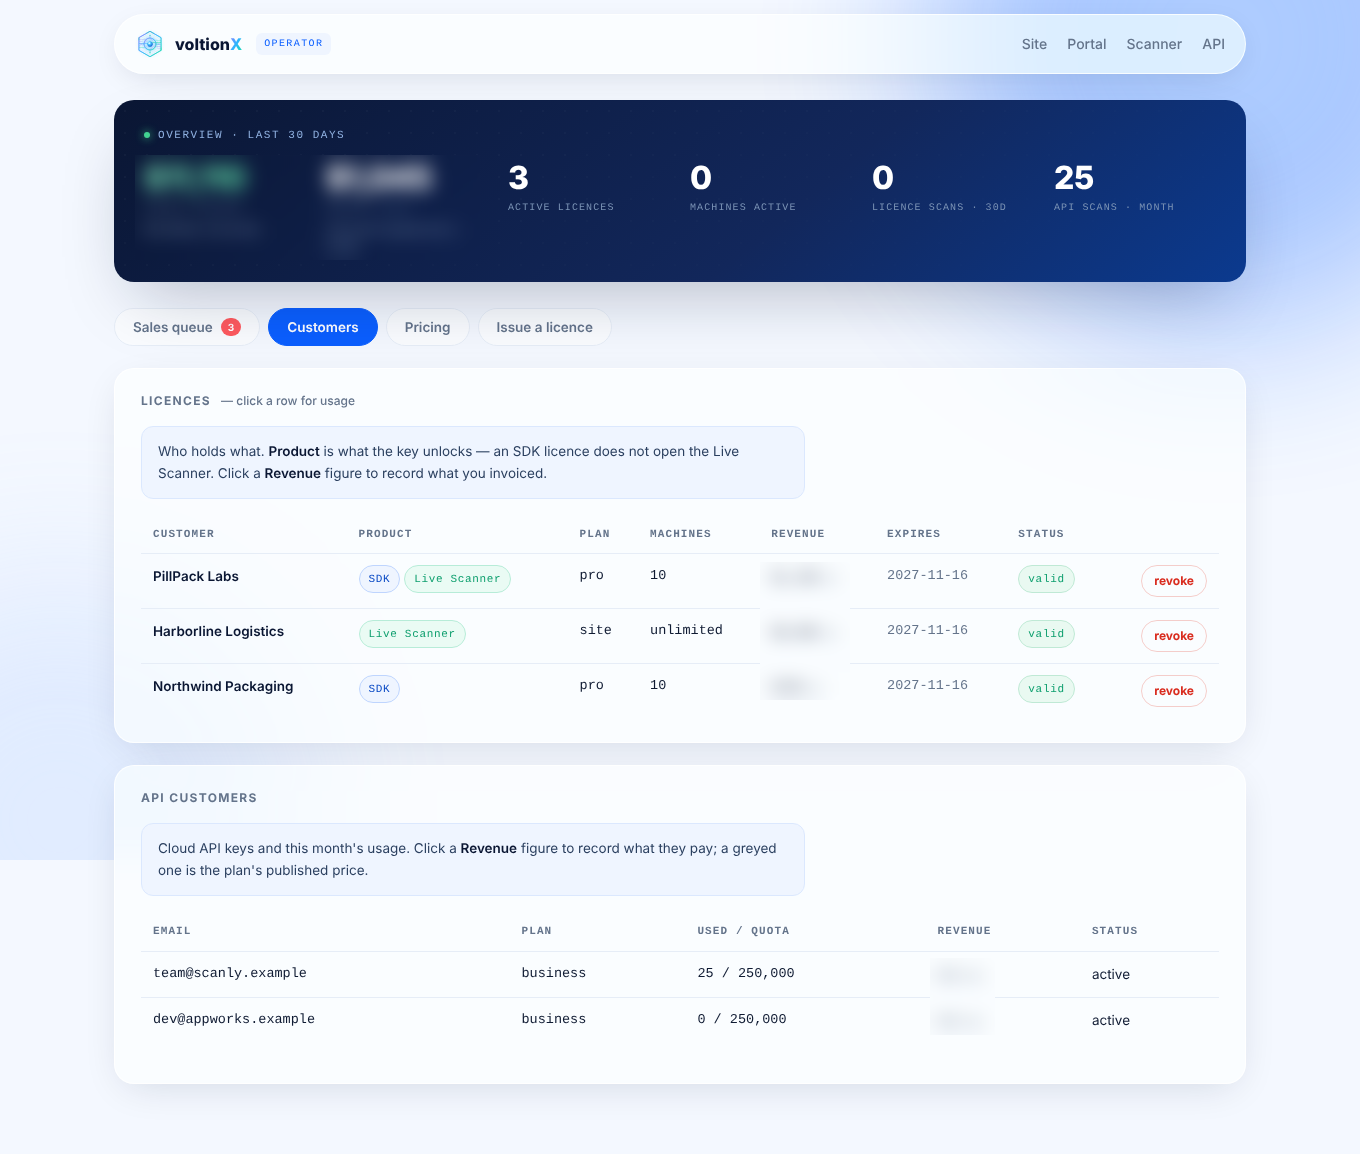 voltionX OPERATOR Site Portal Scanner API
OVERVIEW · LAST 30 DAYS
3 0 0 25
ACTIVE LICENCES MACHINES ACTIVE LICENCE SCANS · 30D API SCANS · MONTH
Sales queue 3 Customers Pricing Issue a licence
LICENCES — click a row for usage
Who holds what. Product is what the key unlocks — an SDK licence does not open the Live
Scanner. Click a Revenue figure to record what you invoiced.
CUSTOMER PRODUCT PLAN MACHINES REVENUE EXPIRES STATUS
PillPack Labs SDK Live Scanner pro 10 2027-11-16 valid revoke
Harborline Logistics Live Scanner site unlimited 2027-11-16 valid revoke
Northwind Packaging SDK pro 10 2027-11-16 valid revoke
API CUSTOMERS
Cloud API keys and this month's usage. Click a Revenue figure to record what they pay; a greyed
one is the plan's published price.
EMAIL PLAN USED / QUOTA REVENUE STATUS
team@scanly.example business 25 / 250,000 active
dev@appworks.example business 0 / 250,000 active